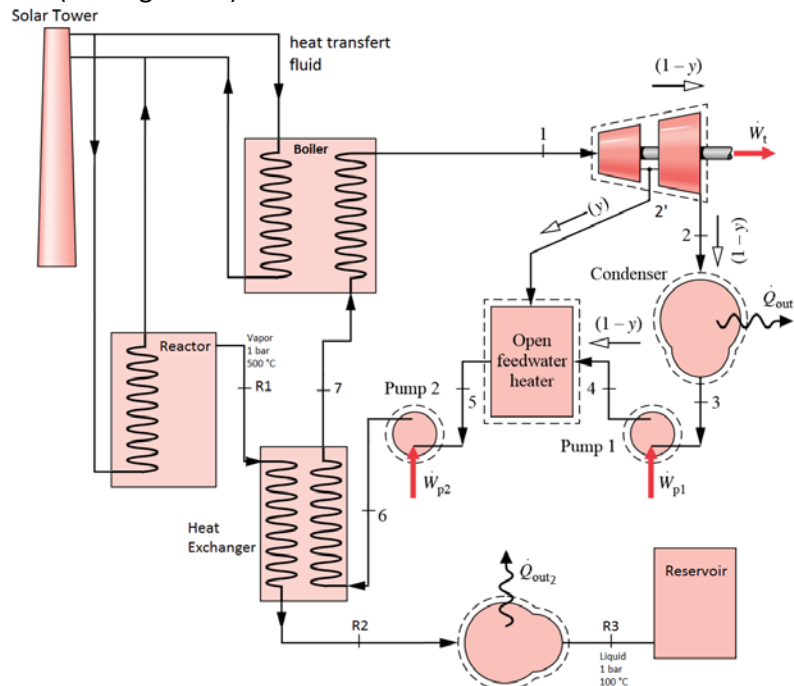 Solar Tower
heat transfert
fluid
(1 – y)
Boiler
1
Ẇt
(y)
2'
2
(1–y)
Condenser
Q̇out
Reactor
Vapor
1 bar
500 °C
R1
7
Open
feedwater
heater
(1 – y)
Pump 2
5
4
3
Pump 1
Ẇp2
Ẇp1
6
Heat
Exchanger
Q̇out2
Reservoir
R2
R3
Liquid
1 bar
100 °C